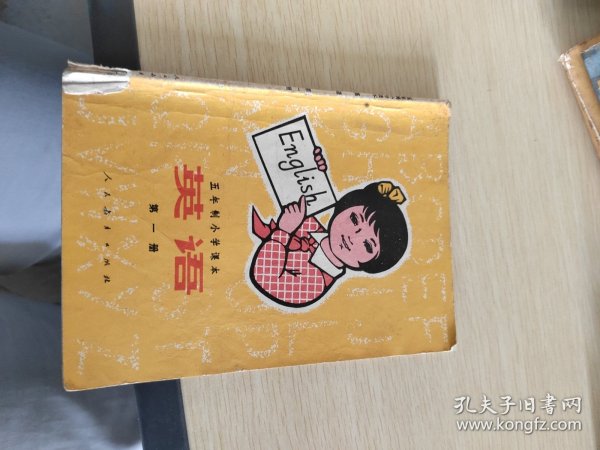 English
五年制小学课本
英语
第一册
人民教育出版社
孔夫子旧书网
www.kongfz.com